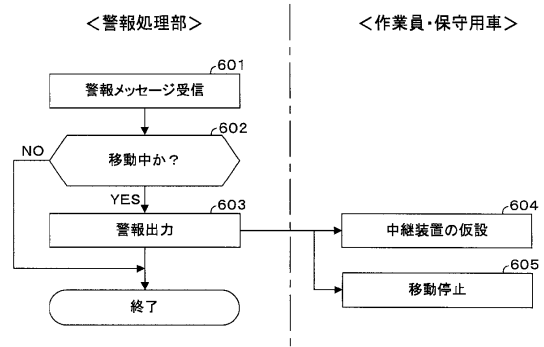 ＜警報処理部＞
＜作業員・保守用車＞
601
警報メッセージ受信
602
移動中か？
NO
YES
603
警報出力
604
中継装置の仮設
605
移動停止
終了